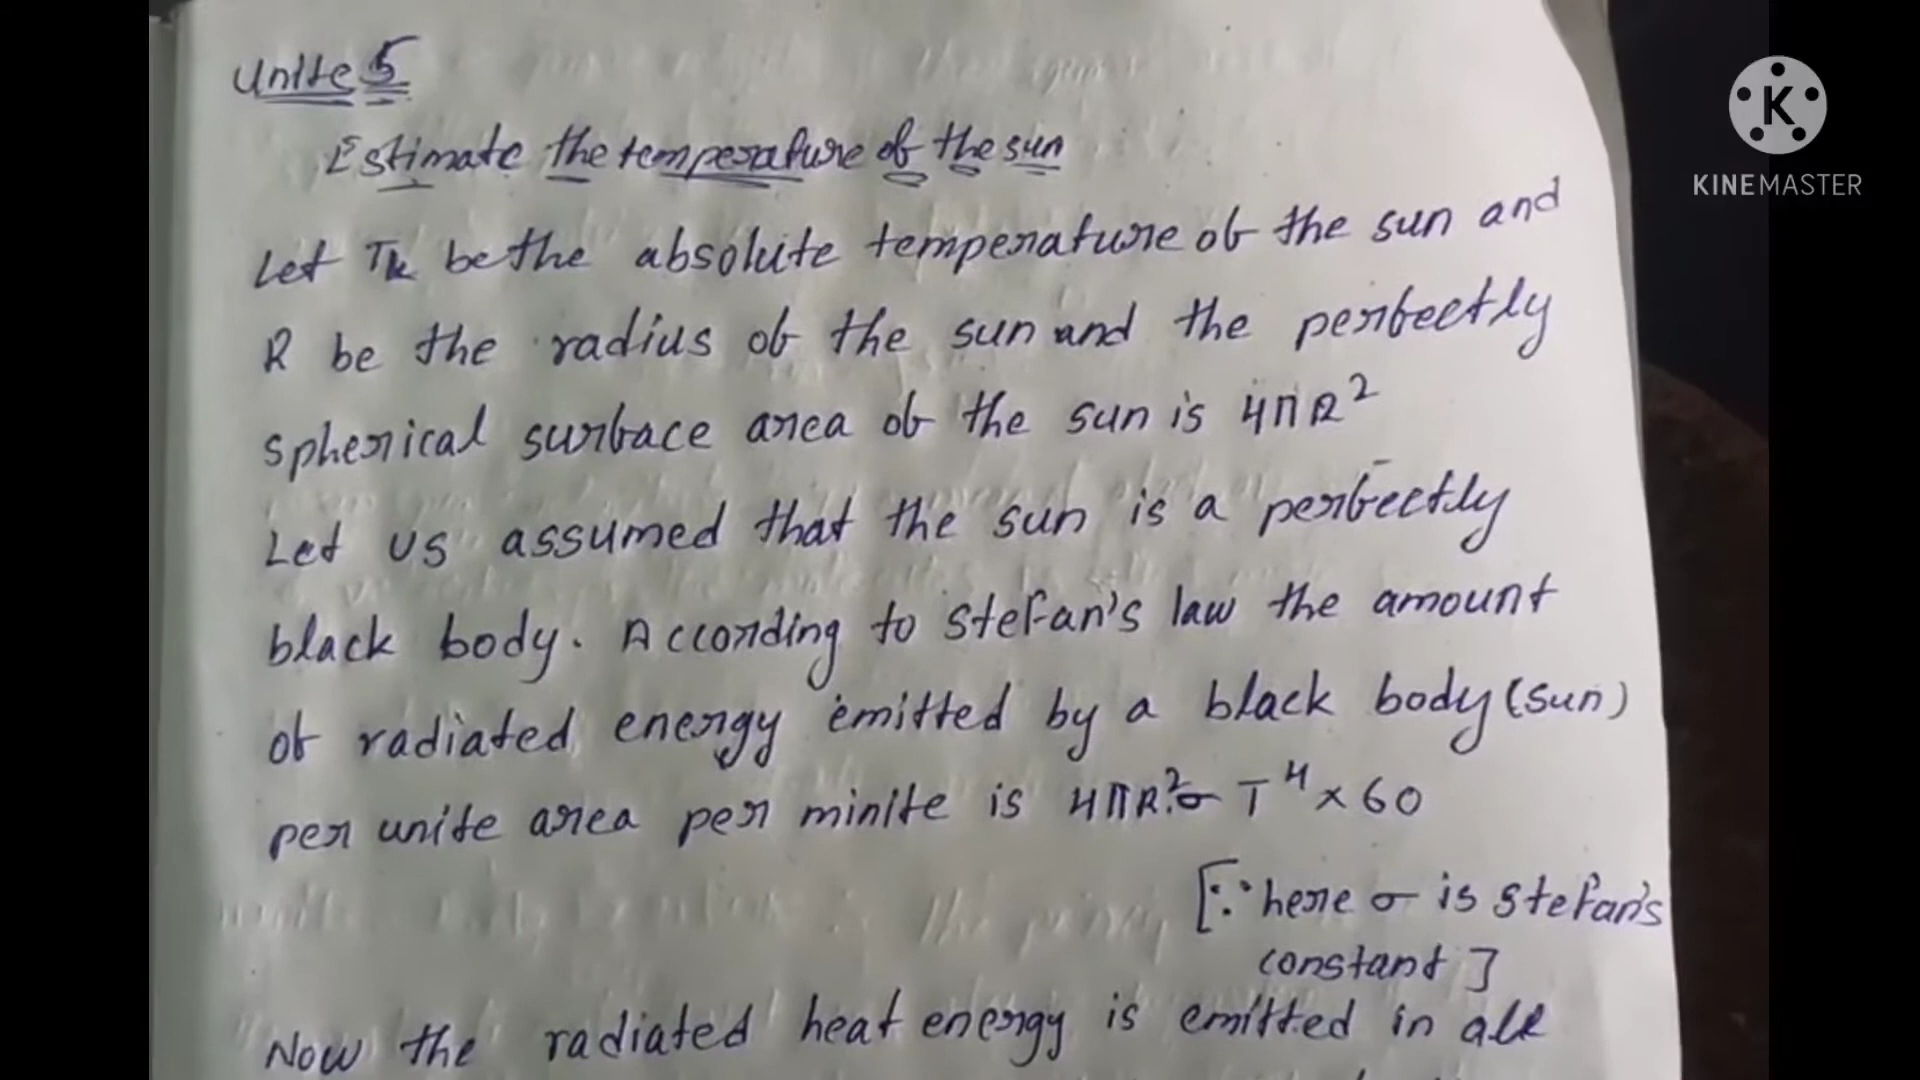 Unite 5
Estimate the temperature of the sun
Let Tk be the absolute temperature of the sun and
R be the radius of the sun and the perfectly
spherical surface area of the sun is 4πR²
Let us assumed that the sun is a perfectly
black body. According to stefan's law the amount
of radiated energy emitted by a black body (sun)
per unite area per minite is 4πR²σ T⁴ x 60
[∵ here σ is stefan's
constant ]
Now the radiated heat energy is emitted in all
K
KINEMASTER